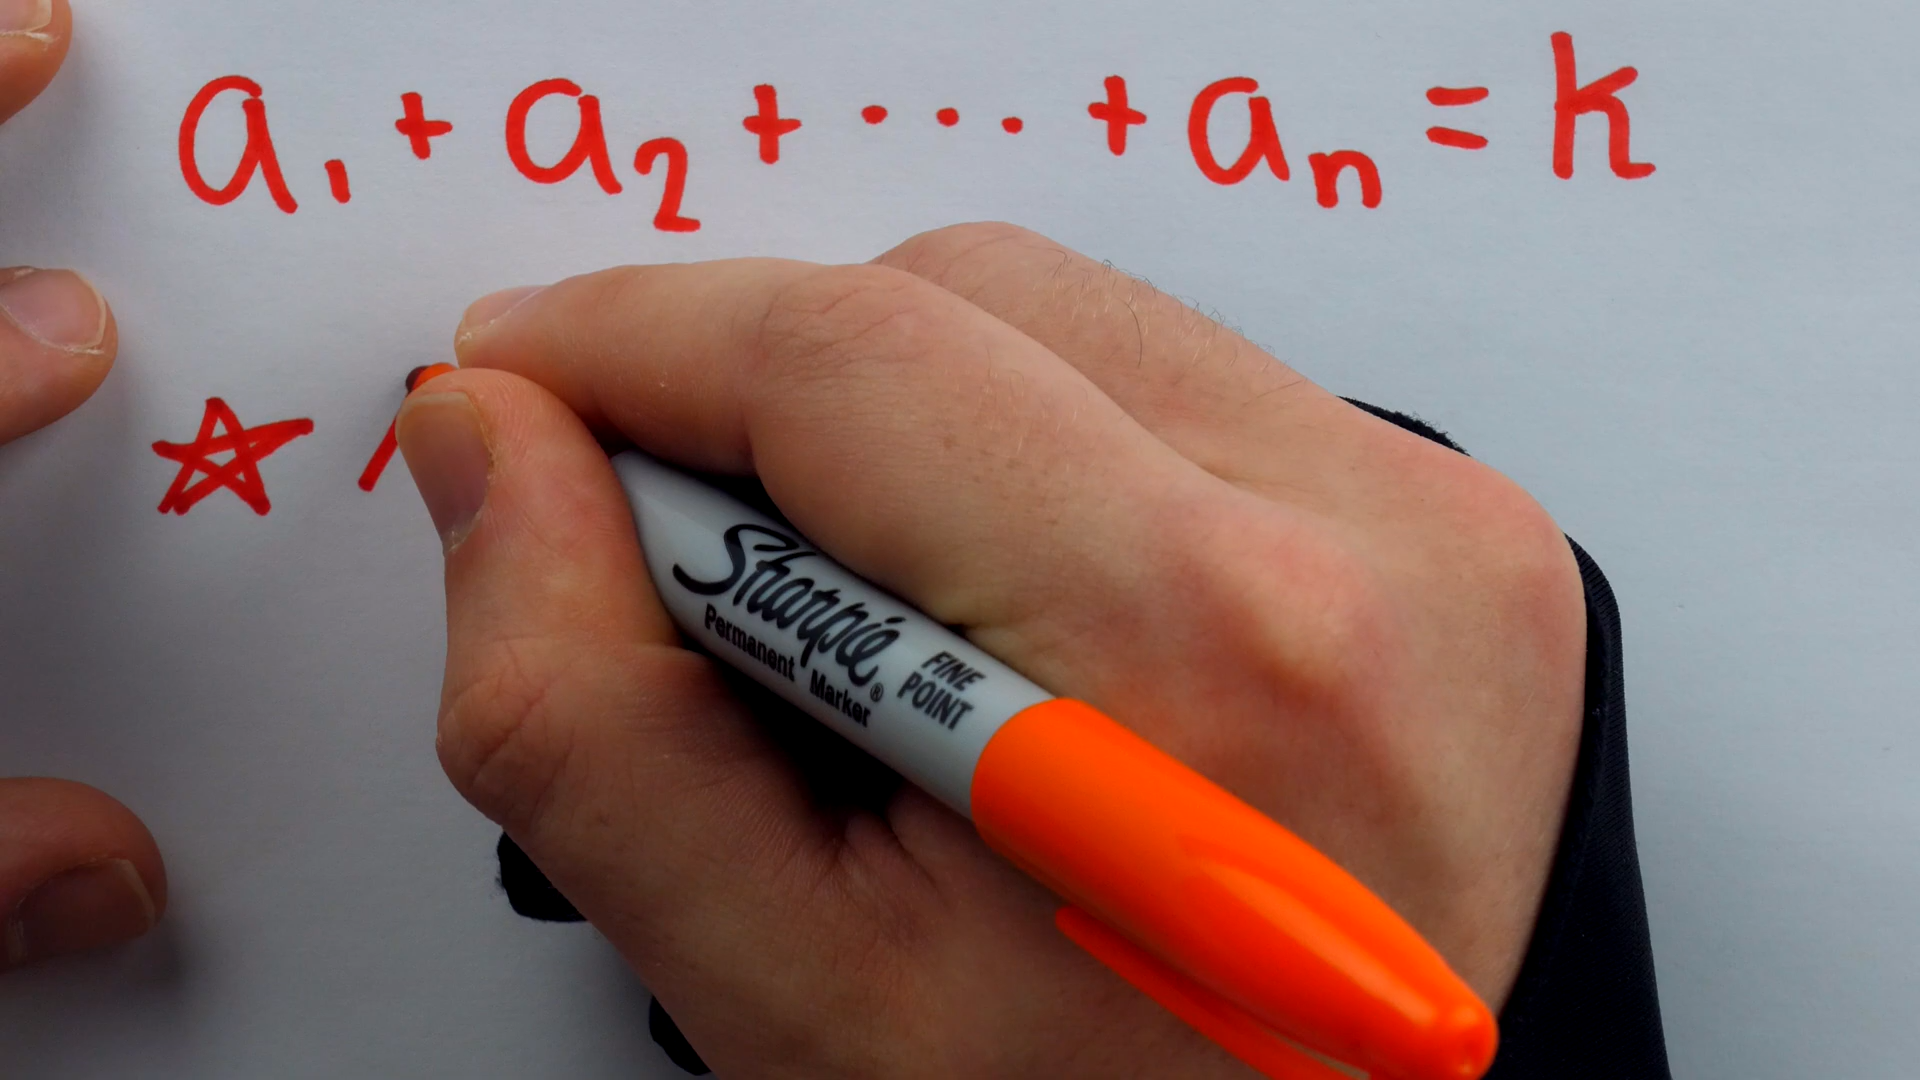 a₁ + a₂ + ··· + aₙ = k
☆
Sharpie® FINE
Permanent Marker POINT